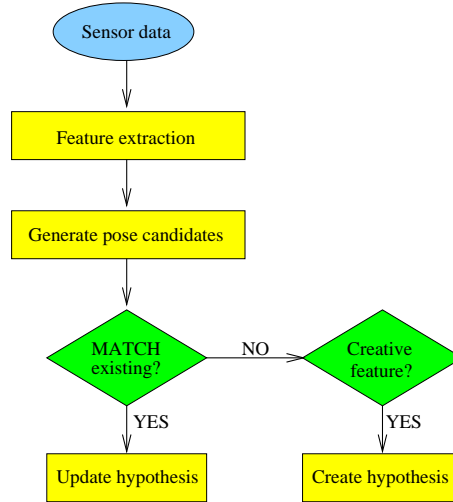 Sensor data
Feature extraction
Generate pose candidates
MATCH
existing?
NO
Creative
feature?
YES
YES
Update hypothesis
Create hypothesis